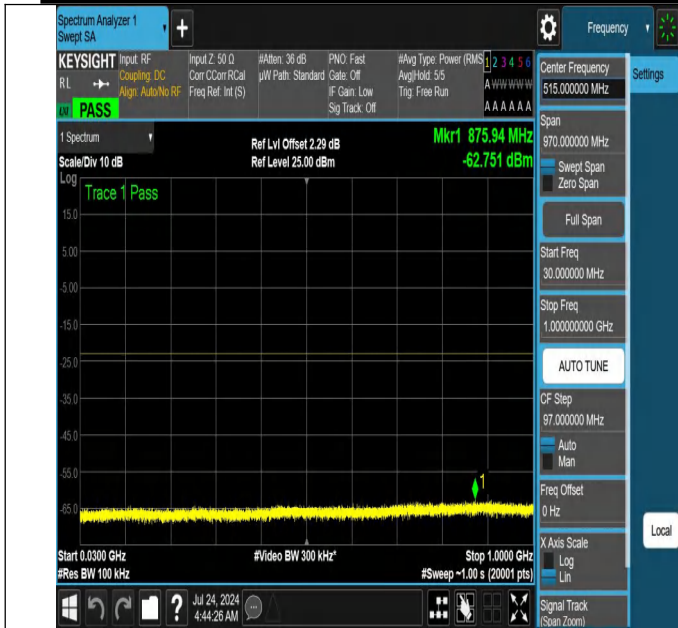 Spectrum Analyzer 1
Swept SA
+
Frequency
KEYSIGHT
RL
LXI
PASS
Input: RF
Coupling: DC
Align: Auto/No RF
Input Z: 50 Ω
Corr CCorr RCal
Freq Ref: Int (S)
#Atten: 36 dB
µW Path: Standard
PNO: Fast
Gate: Off
IF Gain: Low
Sig Track: Off
#Avg Type: Power (RMS
Avg|Hold: 5/5
Trig: Free Run
1 2 3 4 5 6
A W W W W W
A A A A A A
1 Spectrum
Scale/Div 10 dB
Ref Lvl Offset 2.29 dB
Ref Level 25.00 dBm
Mkr1 875.94 MHz
-62.751 dBm
Log
Trace 1 Pass
15.0
5.00
-5.00
-15.0
-25.0
-35.0
-45.0
-55.0
-65.0
1
Start 0.0300 GHz
#Res BW 100 kHz
#Video BW 300 kHz*
Stop 1.0000 GHz
#Sweep ~1.00 s (20001 pts)
Center Frequency
515.000000 MHz
Settings
Span
970.000000 MHz
Swept Span
Zero Span
Full Span
Start Freq
30.000000 MHz
Stop Freq
1.000000000 GHz
AUTO TUNE
CF Step
97.000000 MHz
Auto
Man
Freq Offset
0 Hz
Local
X Axis Scale
Log
Lin
Signal Track
(Span Zoom)
?
Jul 24, 2024
4:44:26 AM